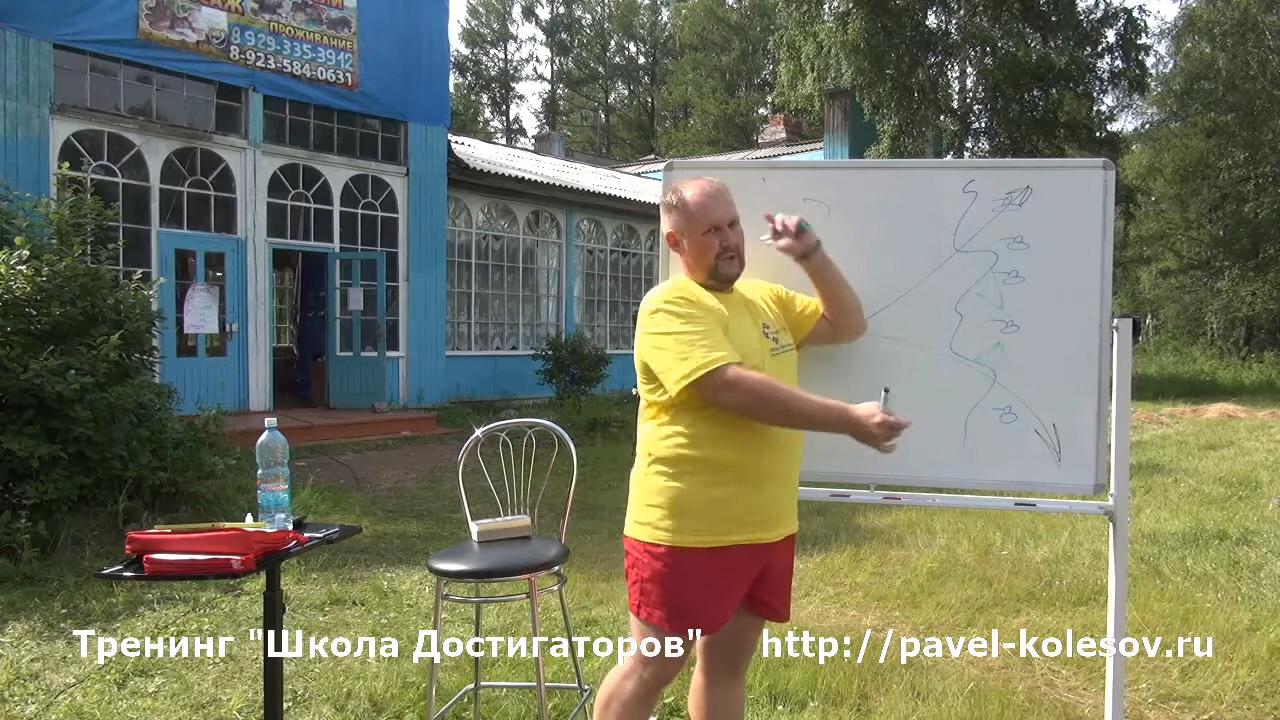 ПРОЖИВАНИЕ
8-929-335-3912
8-923-584-0631
Тренинг "Школа Достигаторов" http://pavel-kolesov.ru